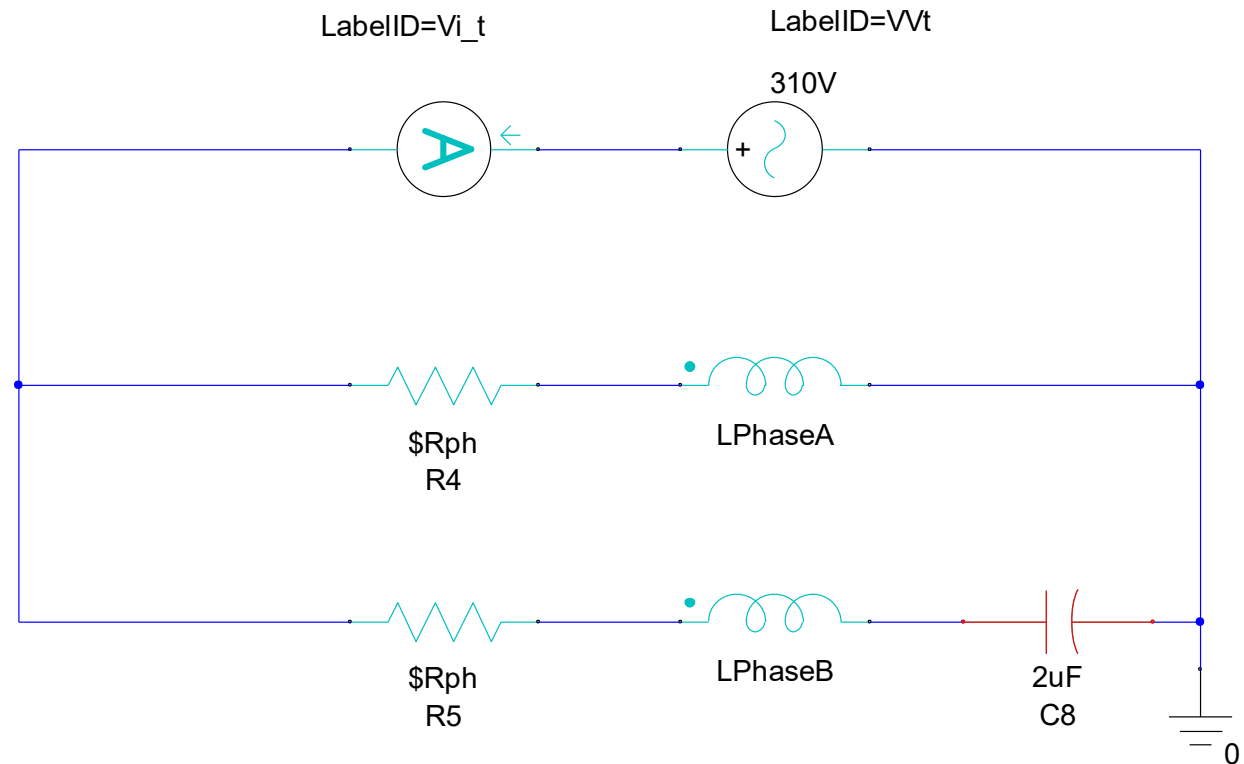 LabelID=Vi_t
LabelID=VVt
310V
+
A
$Rph
R4
LPhaseA
$Rph
R5
LPhaseB
2uF
C8
0